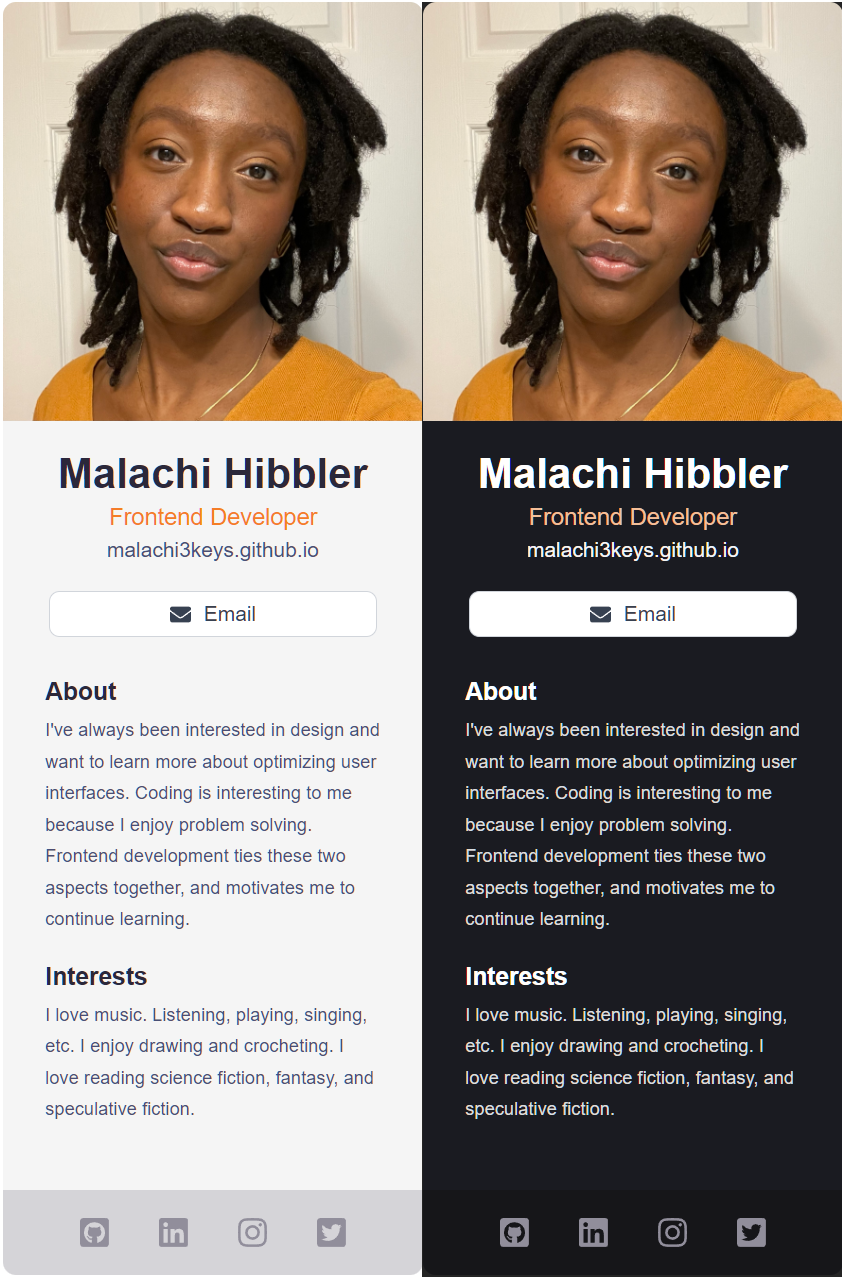 Malachi Hibbler
Frontend Developer
malachi3keys.github.io
Email
About
I've always been interested in design and
want to learn more about optimizing user
interfaces. Coding is interesting to me
because I enjoy problem solving.
Frontend development ties these two
aspects together, and motivates me to
continue learning.
Interests
I love music. Listening, playing, singing,
etc. I enjoy drawing and crocheting. I
love reading science fiction, fantasy, and
speculative fiction.
in
Malachi Hibbler
Frontend Developer
malachi3keys.github.io
Email
About
I've always been interested in design and
want to learn more about optimizing user
interfaces. Coding is interesting to me
because I enjoy problem solving.
Frontend development ties these two
aspects together, and motivates me to
continue learning.
Interests
I love music. Listening, playing, singing,
etc. I enjoy drawing and crocheting. I
love reading science fiction, fantasy, and
speculative fiction.
in